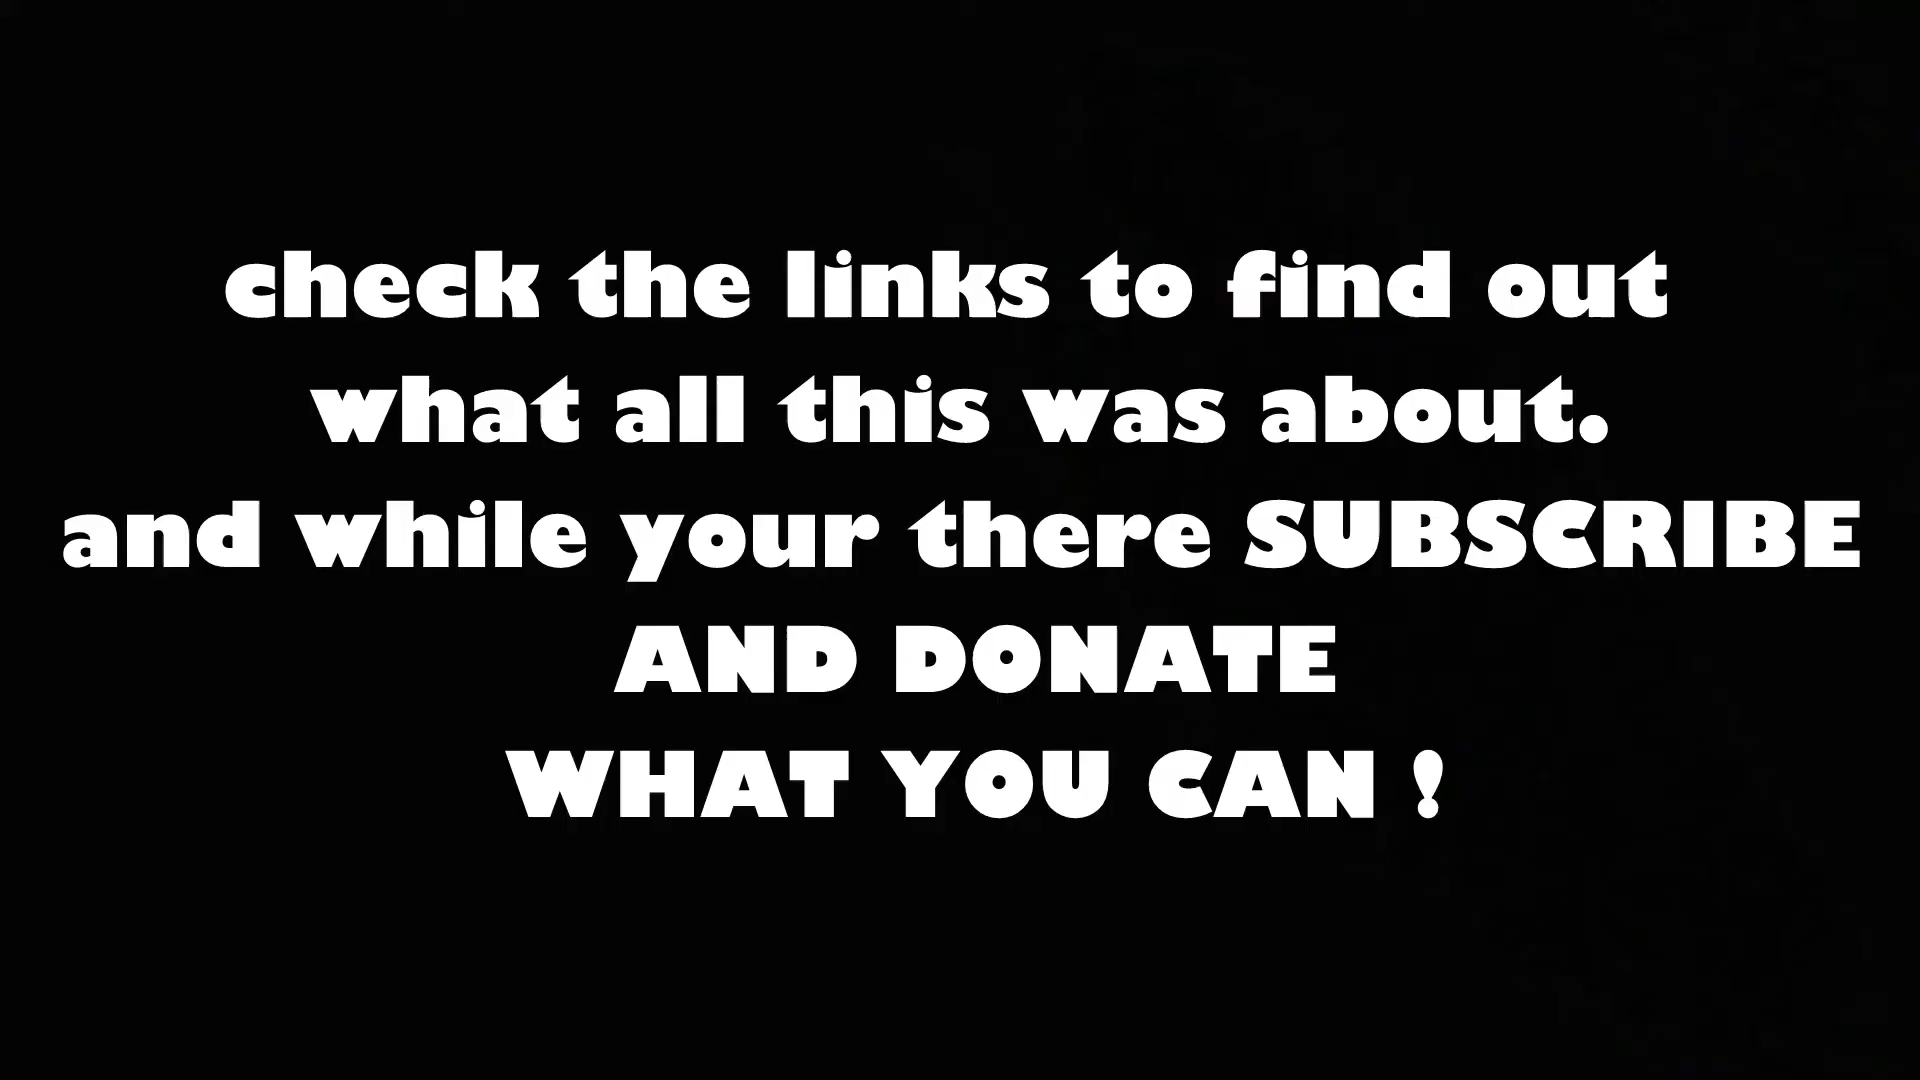 check the links to find out
what all this was about.
and while your there SUBSCRIBE
AND DONATE
WHAT YOU CAN !